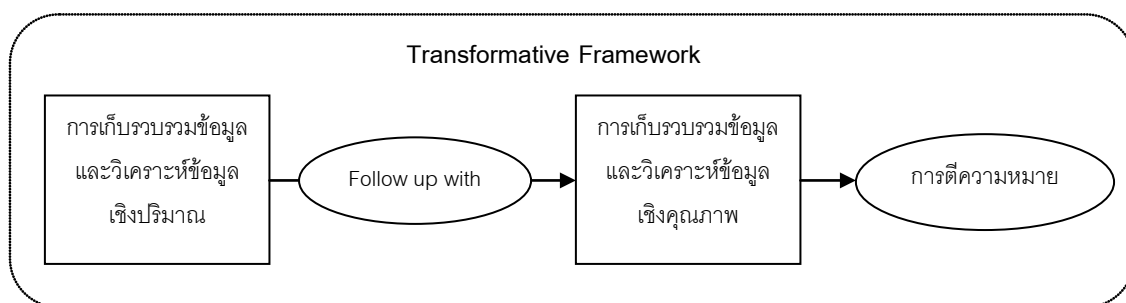 Transformative Framework
การเก็บรวบรวมข้อมูล
และวิเคราะห์ข้อมูล
เชิงปริมาณ
Follow up with
การเก็บรวบรวมข้อมูล
และวิเคราะห์ข้อมูล
เชิงคุณภาพ
การตีความหมาย